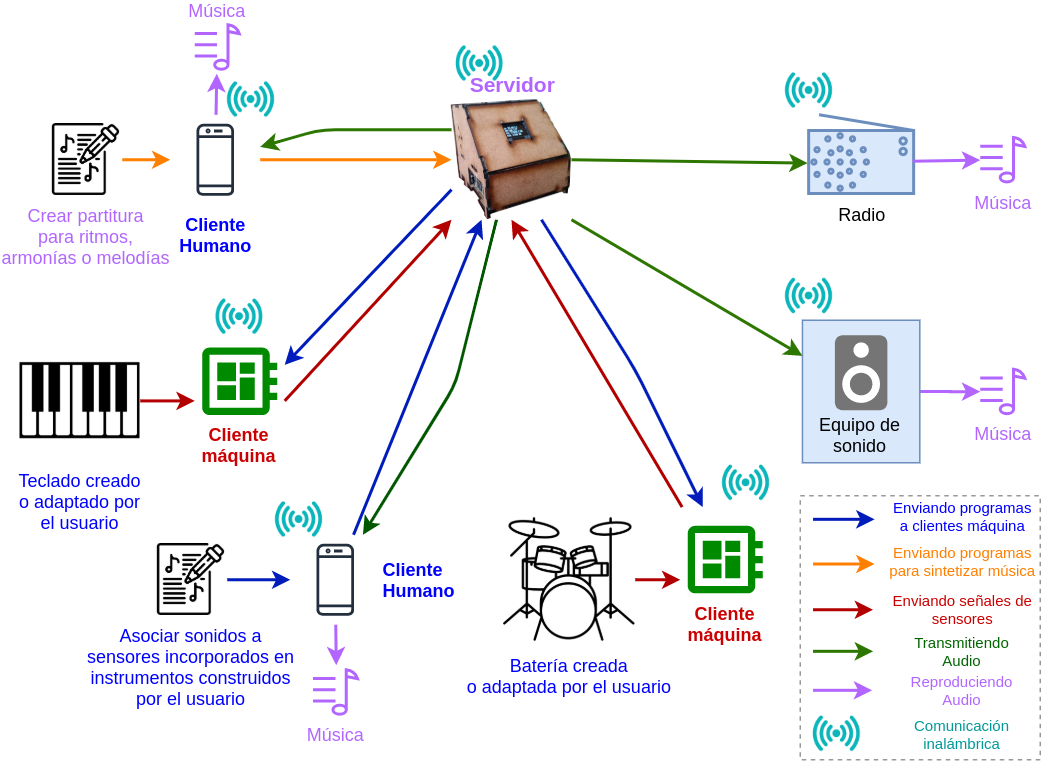 Música
Servidor
Crear partitura
para ritmos,
armonías o melodías
Cliente
Humano
Radio
Música
Teclado creado
o adaptado por
el usuario
Cliente
máquina
Equipo de
sonido
Música
Asociar sonidos a
sensores incorporados en
instrumentos construidos
por el usuario
Cliente
Humano
Música
Batería creada
o adaptada por el usuario
Cliente
máquina
Enviando programas
a clientes máquina
Enviando programas
para sintetizar música
Enviando señales de
sensores
Transmitiendo
Audio
Reproduciendo
Audio
Comunicación
inalámbrica